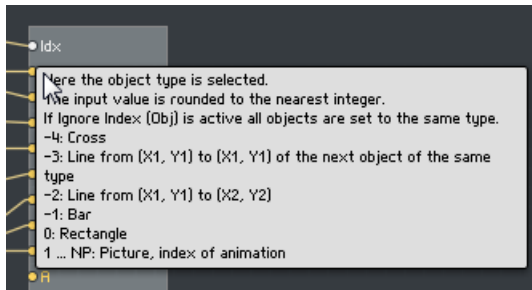 Idx
Here the object type is selected.
The input value is rounded to the nearest integer.
If Ignore Index (Obj) is active all objects are set to the same type.
-4: Cross
-3: Line from (X1, Y1) to (X1, Y1) of the next object of the same
type
-2: Line from (X1, Y1) to (X2, Y2)
-1: Bar
0: Rectangle
1 ... NP: Picture, index of animation
A